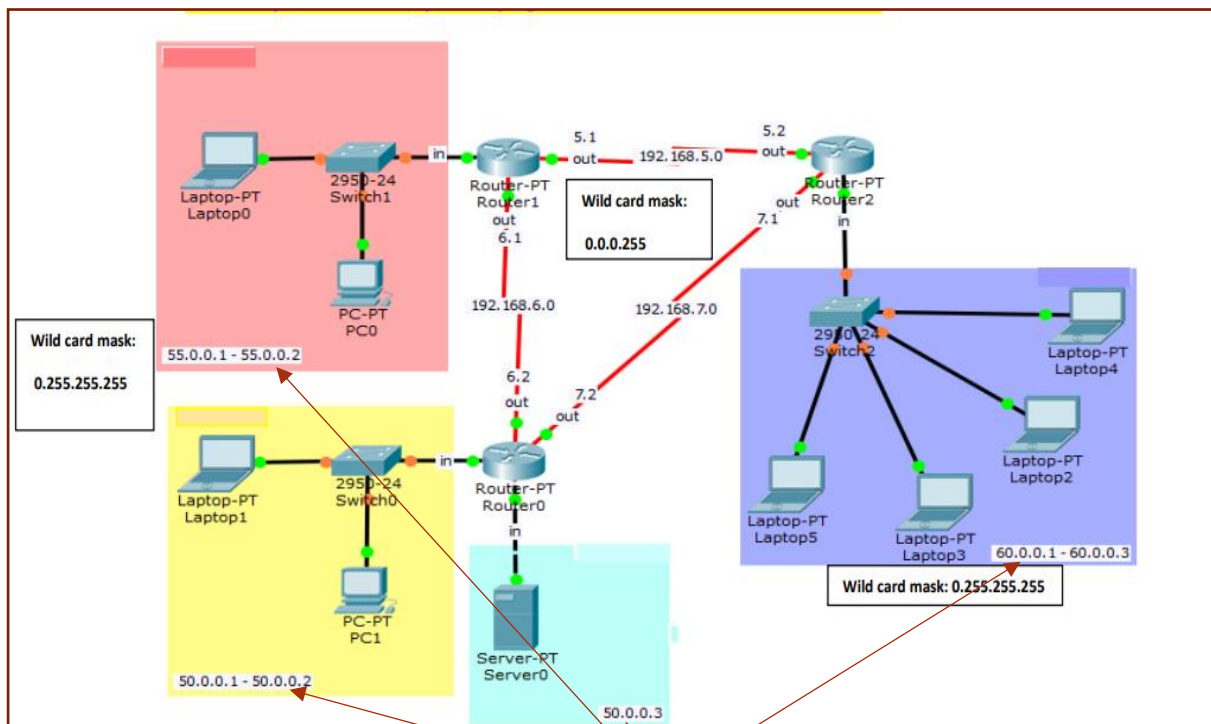 in
5.1
out
192.168.5.0
5.2
out
Laptop-PT
Laptop0
2950-24
Switch1
Router-PT
Router1
out
6.1
Wild card mask:
0.0.0.255
Router-PT
Router2
out
7.1
in
PC-PT
PC0
192.168.6.0
192.168.7.0
Wild card mask:
0.255.255.255
55.0.0.1 - 55.0.0.2
2950-24
Switch2
Laptop-PT
Laptop4
6.2
out
7.2
out
in
Laptop-PT
Laptop1
2950-24
Switch0
Router-PT
Router0
in
Laptop-PT
Laptop2
Laptop-PT
Laptop5
Laptop-PT
Laptop3
60.0.0.1 - 60.0.0.3
Wild card mask: 0.255.255.255
PC-PT
PC1
Server-PT
Server0
50.0.0.1 - 50.0.0.2
50.0.0.3